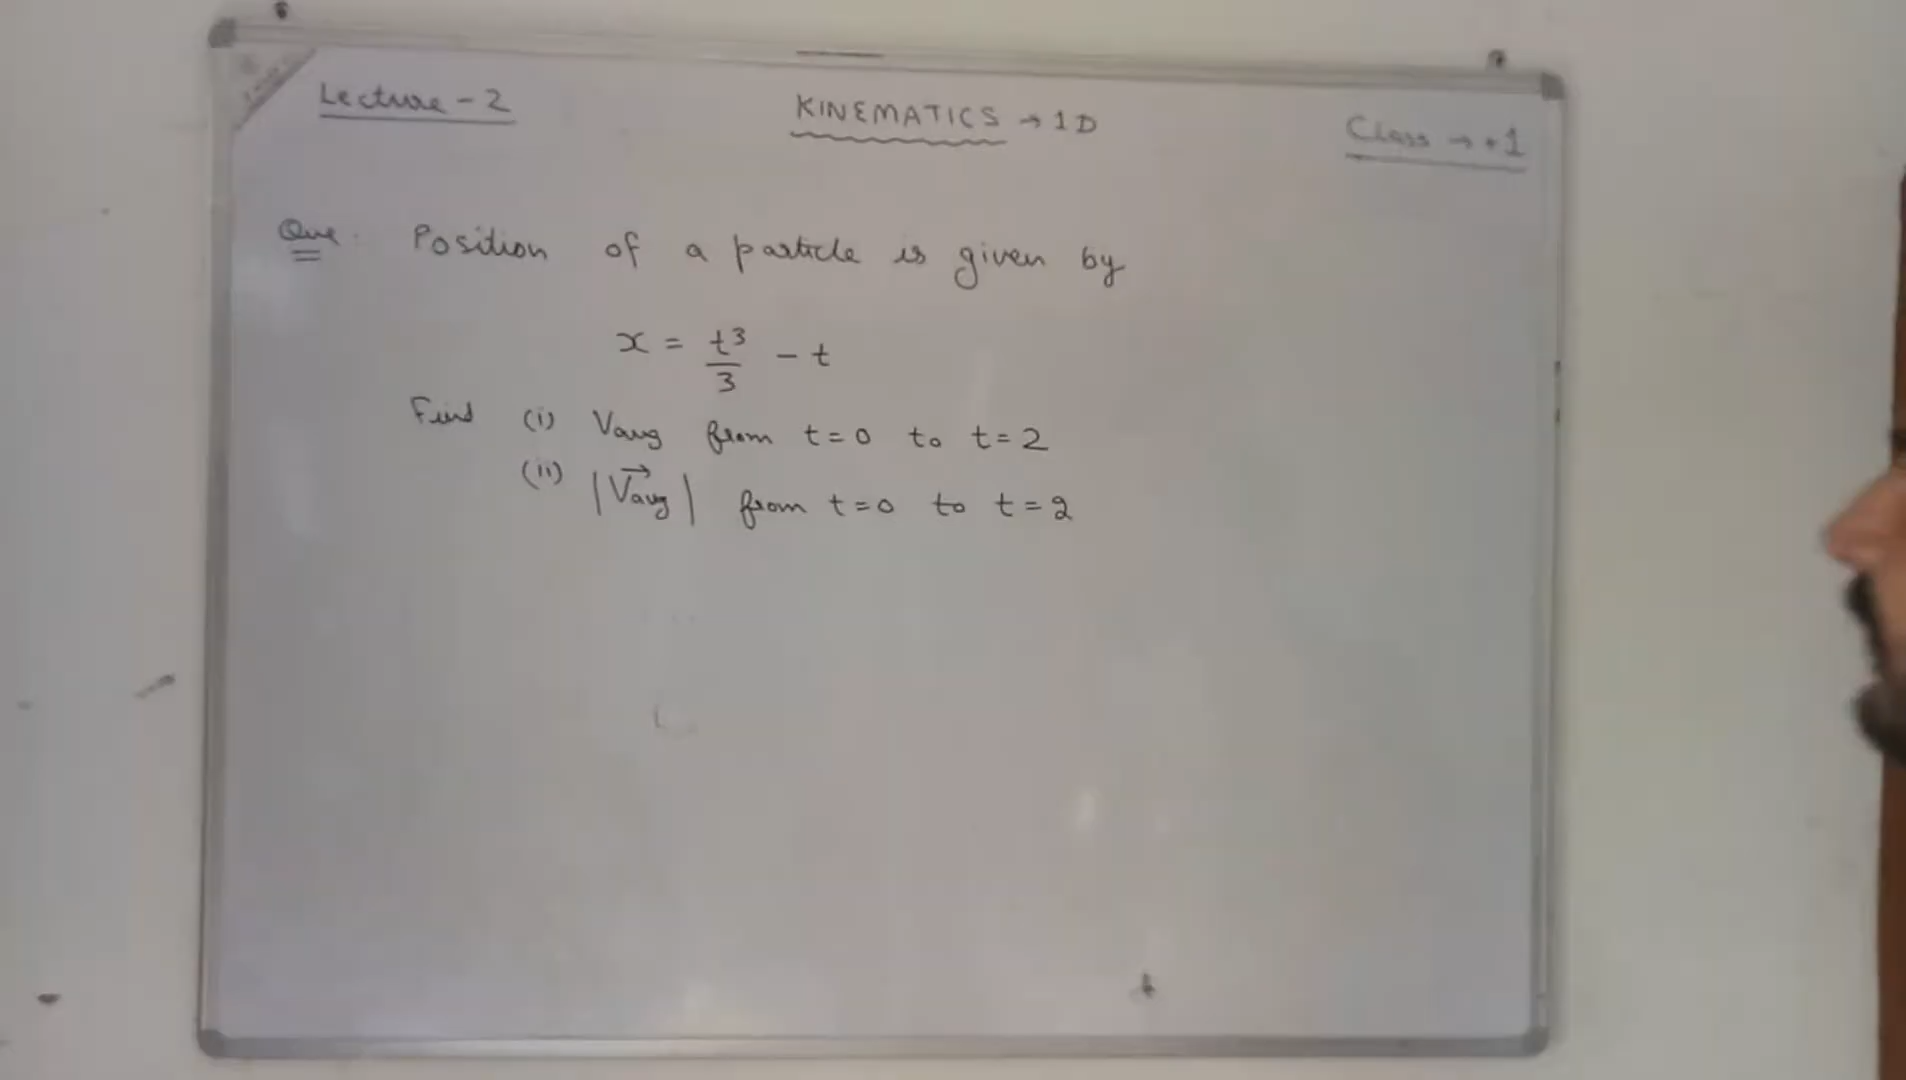 Lecture - 2
KINEMATICS → 1D
Class → +1
Que. Position of a particle is given by
x = t³/3 - t
Find (i) Vavg from t=0 to t=2
(ii) |V⃗avg| from t=0 to t=2